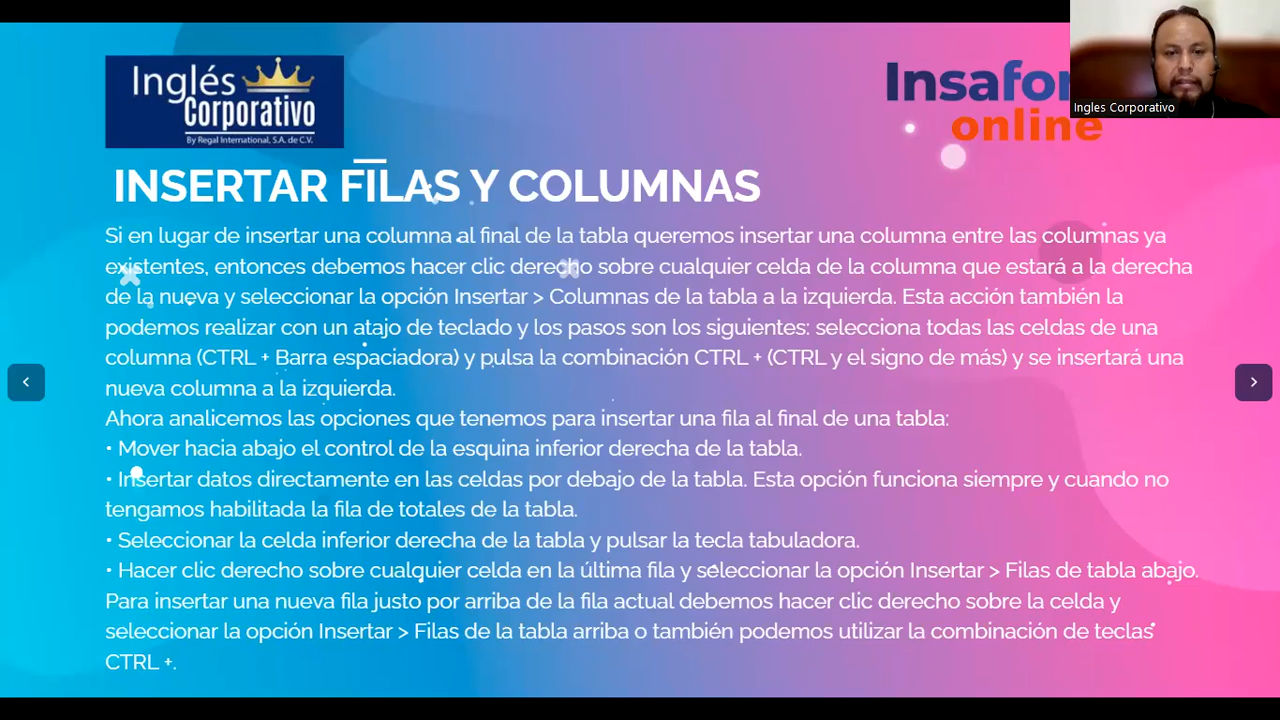 Inglés
Corporativo
By Regal International, S.A. de C.V.
Insafor
online
Ingles Corporativo
INSERTAR FILAS Y COLUMNAS
Si en lugar de insertar una columna al final de la tabla queremos insertar una columna entre las columnas ya
existentes, entonces debemos hacer clic derecho sobre cualquier celda de la columna que estará a la derecha
de la nueva y seleccionar la opción Insertar > Columnas de la tabla a la izquierda. Esta acción también la
podemos realizar con un atajo de teclado y los pasos son los siguientes: selecciona todas las celdas de una
columna (CTRL + Barra espaciadora) y pulsa la combinación CTRL + (CTRL y el signo de más) y se insertará una
nueva columna a la izquierda.
Ahora analicemos las opciones que tenemos para insertar una fila al final de una tabla:
• Mover hacia abajo el control de la esquina inferior derecha de la tabla.
• Insertar datos directamente en las celdas por debajo de la tabla. Esta opción funciona siempre y cuando no
tengamos habilitada la fila de totales de la tabla.
• Seleccionar la celda inferior derecha de la tabla y pulsar la tecla tabuladora.
• Hacer clic derecho sobre cualquier celda en la última fila y seleccionar la opción Insertar > Filas de tabla abajo.
Para insertar una nueva fila justo por arriba de la fila actual debemos hacer clic derecho sobre la celda y
seleccionar la opción Insertar > Filas de la tabla arriba o también podemos utilizar la combinación de teclas
CTRL +.